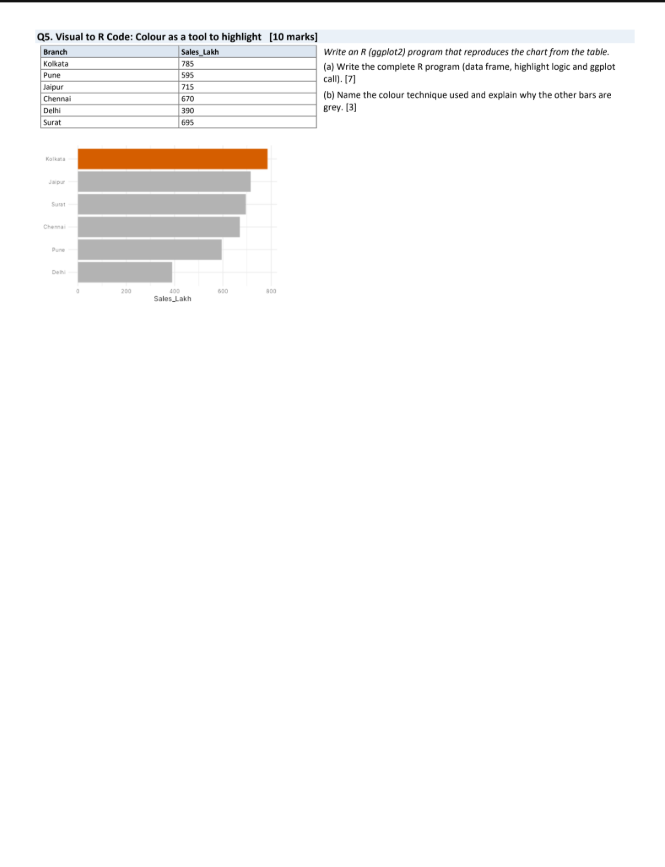 Q5. Visual to R Code: Colour as a tool to highlight [10 marks]
Branch Sales_Lakh
Kolkata 785
Pune 595
Jaipur 715
Chennai 670
Delhi 390
Surat 695
Write an R (ggplot2) program that reproduces the chart from the table.
(a) Write the complete R program (data frame, highlight logic and ggplot
call). [7]
(b) Name the colour technique used and explain why the other bars are
grey. [3]
Kolkata
Jaipur
Surat
Chennai
Pune
Delhi
0 200 400 600 800
Sales_Lakh